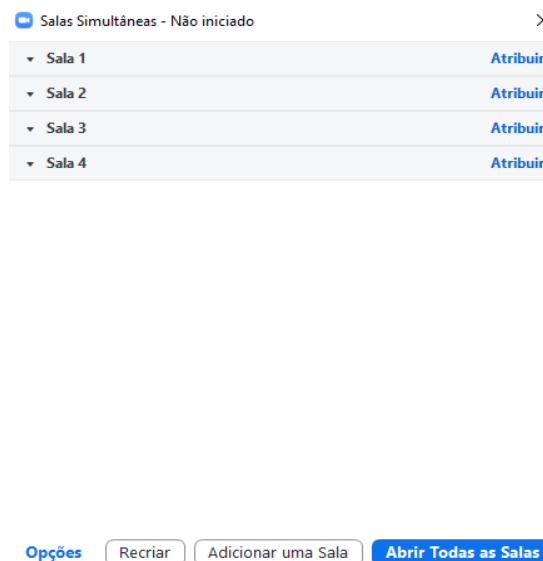 Salas Simultâneas - Não iniciado
Sala 1 Atribuir
Sala 2 Atribuir
Sala 3 Atribuir
Sala 4 Atribuir
Opções Recriar Adicionar uma Sala Abrir Todas as Salas